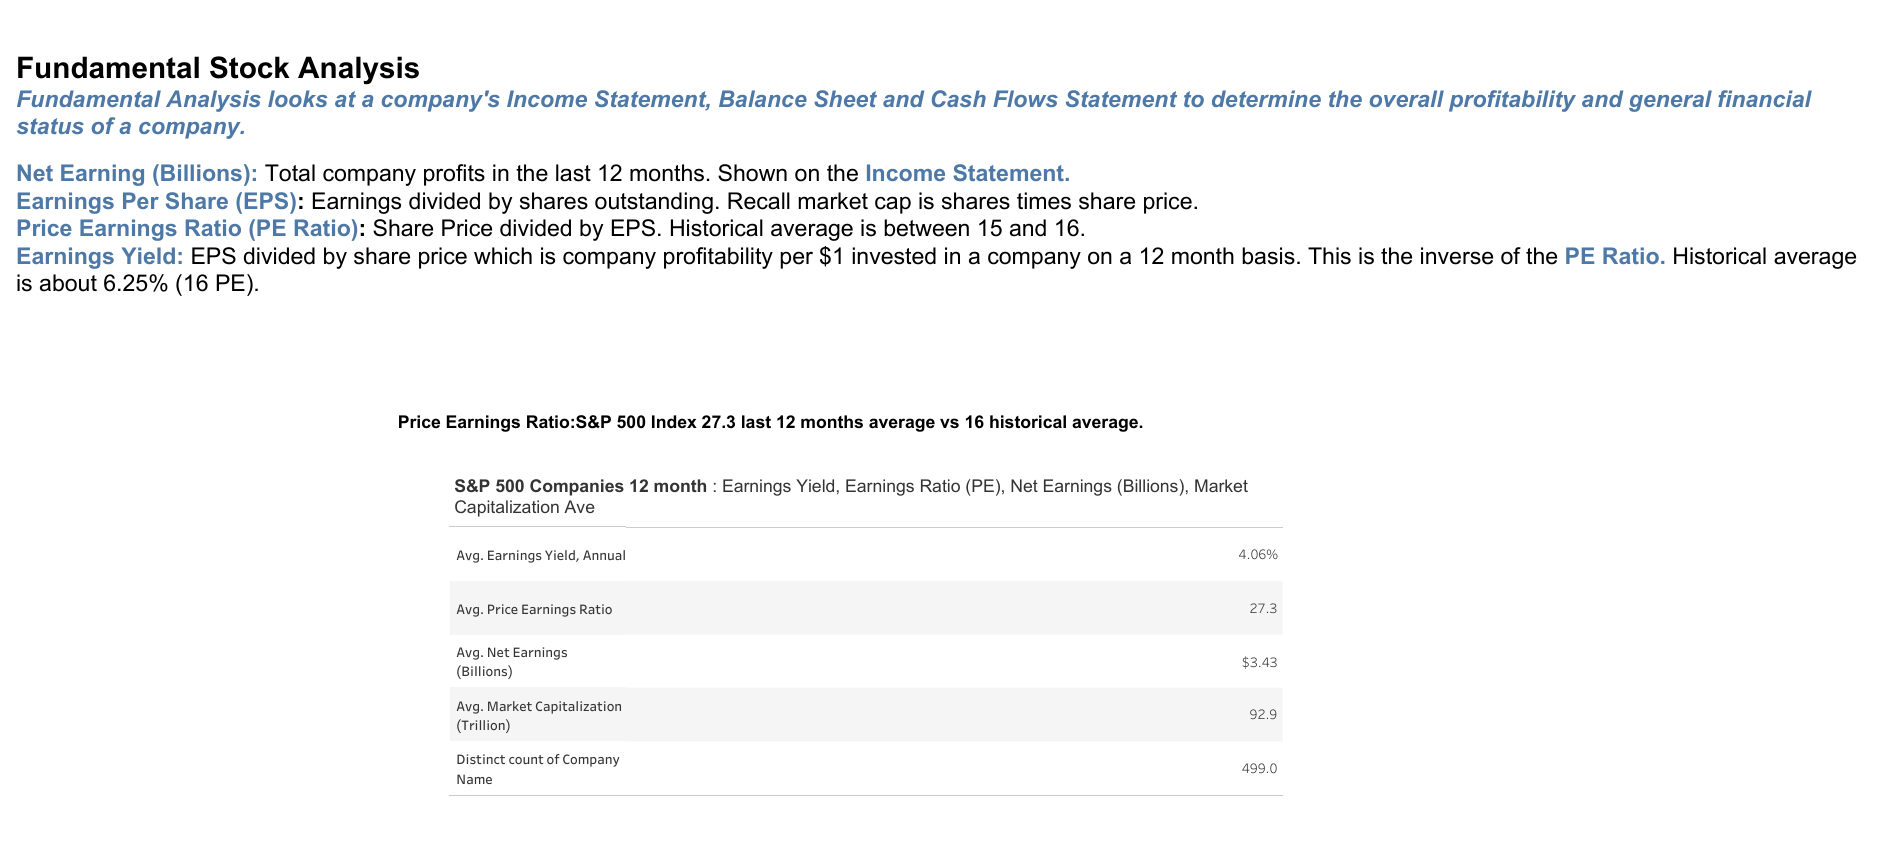 Fundamental Stock Analysis
Fundamental Analysis looks at a company's Income Statement, Balance Sheet and Cash Flows Statement to determine the overall profitability and general financial
status of a company.
Net Earning (Billions): Total company profits in the last 12 months. Shown on the Income Statement.
Earnings Per Share (EPS): Earnings divided by shares outstanding. Recall market cap is shares times share price.
Price Earnings Ratio (PE Ratio): Share Price divided by EPS. Historical average is between 15 and 16.
Earnings Yield: EPS divided by share price which is company profitability per $1 invested in a company on a 12 month basis. This is the inverse of the PE Ratio. Historical average
is about 6.25% (16 PE).
Price Earnings Ratio:S&P 500 Index 27.3 last 12 months average vs 16 historical average.
S&P 500 Companies 12 month : Earnings Yield, Earnings Ratio (PE), Net Earnings (Billions), Market
Capitalization Ave
Avg. Earnings Yield, Annual 4.06%
Avg. Price Earnings Ratio 27.3
Avg. Net Earnings
(Billions) $3.43
Avg. Market Capitalization
(Trillion) 92.9
Distinct count of Company
Name 499.0